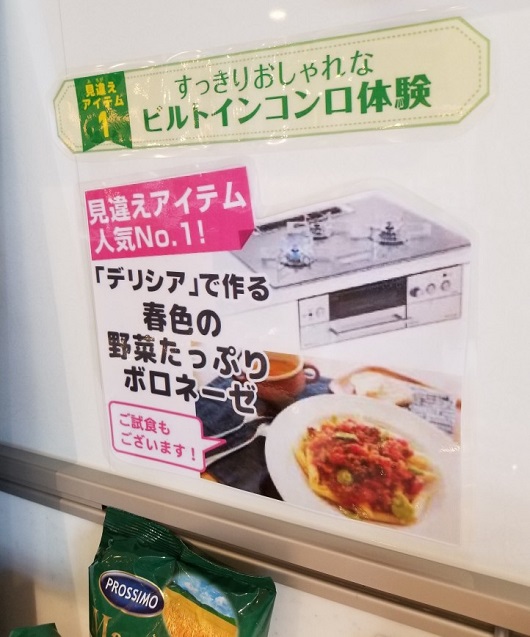 見違え
アイテム
1
すっきりおしゃれな
ビルトインコンロ体験
見違えアイテム
人気No.1!
「デリシア」で作る
春色の
野菜たっぷり
ボロネーゼ
ご試食も
ございます!
PROSSIMO